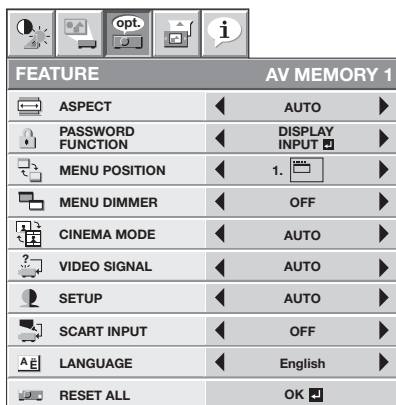 opt.
i
FEATURE AV MEMORY 1
ASPECT AUTO
PASSWORD FUNCTION DISPLAY INPUT
MENU POSITION 1.
MENU DIMMER OFF
CINEMA MODE AUTO
? VIDEO SIGNAL AUTO
SETUP AUTO
SCART INPUT OFF
AË LANGUAGE English
RESET ALL OK